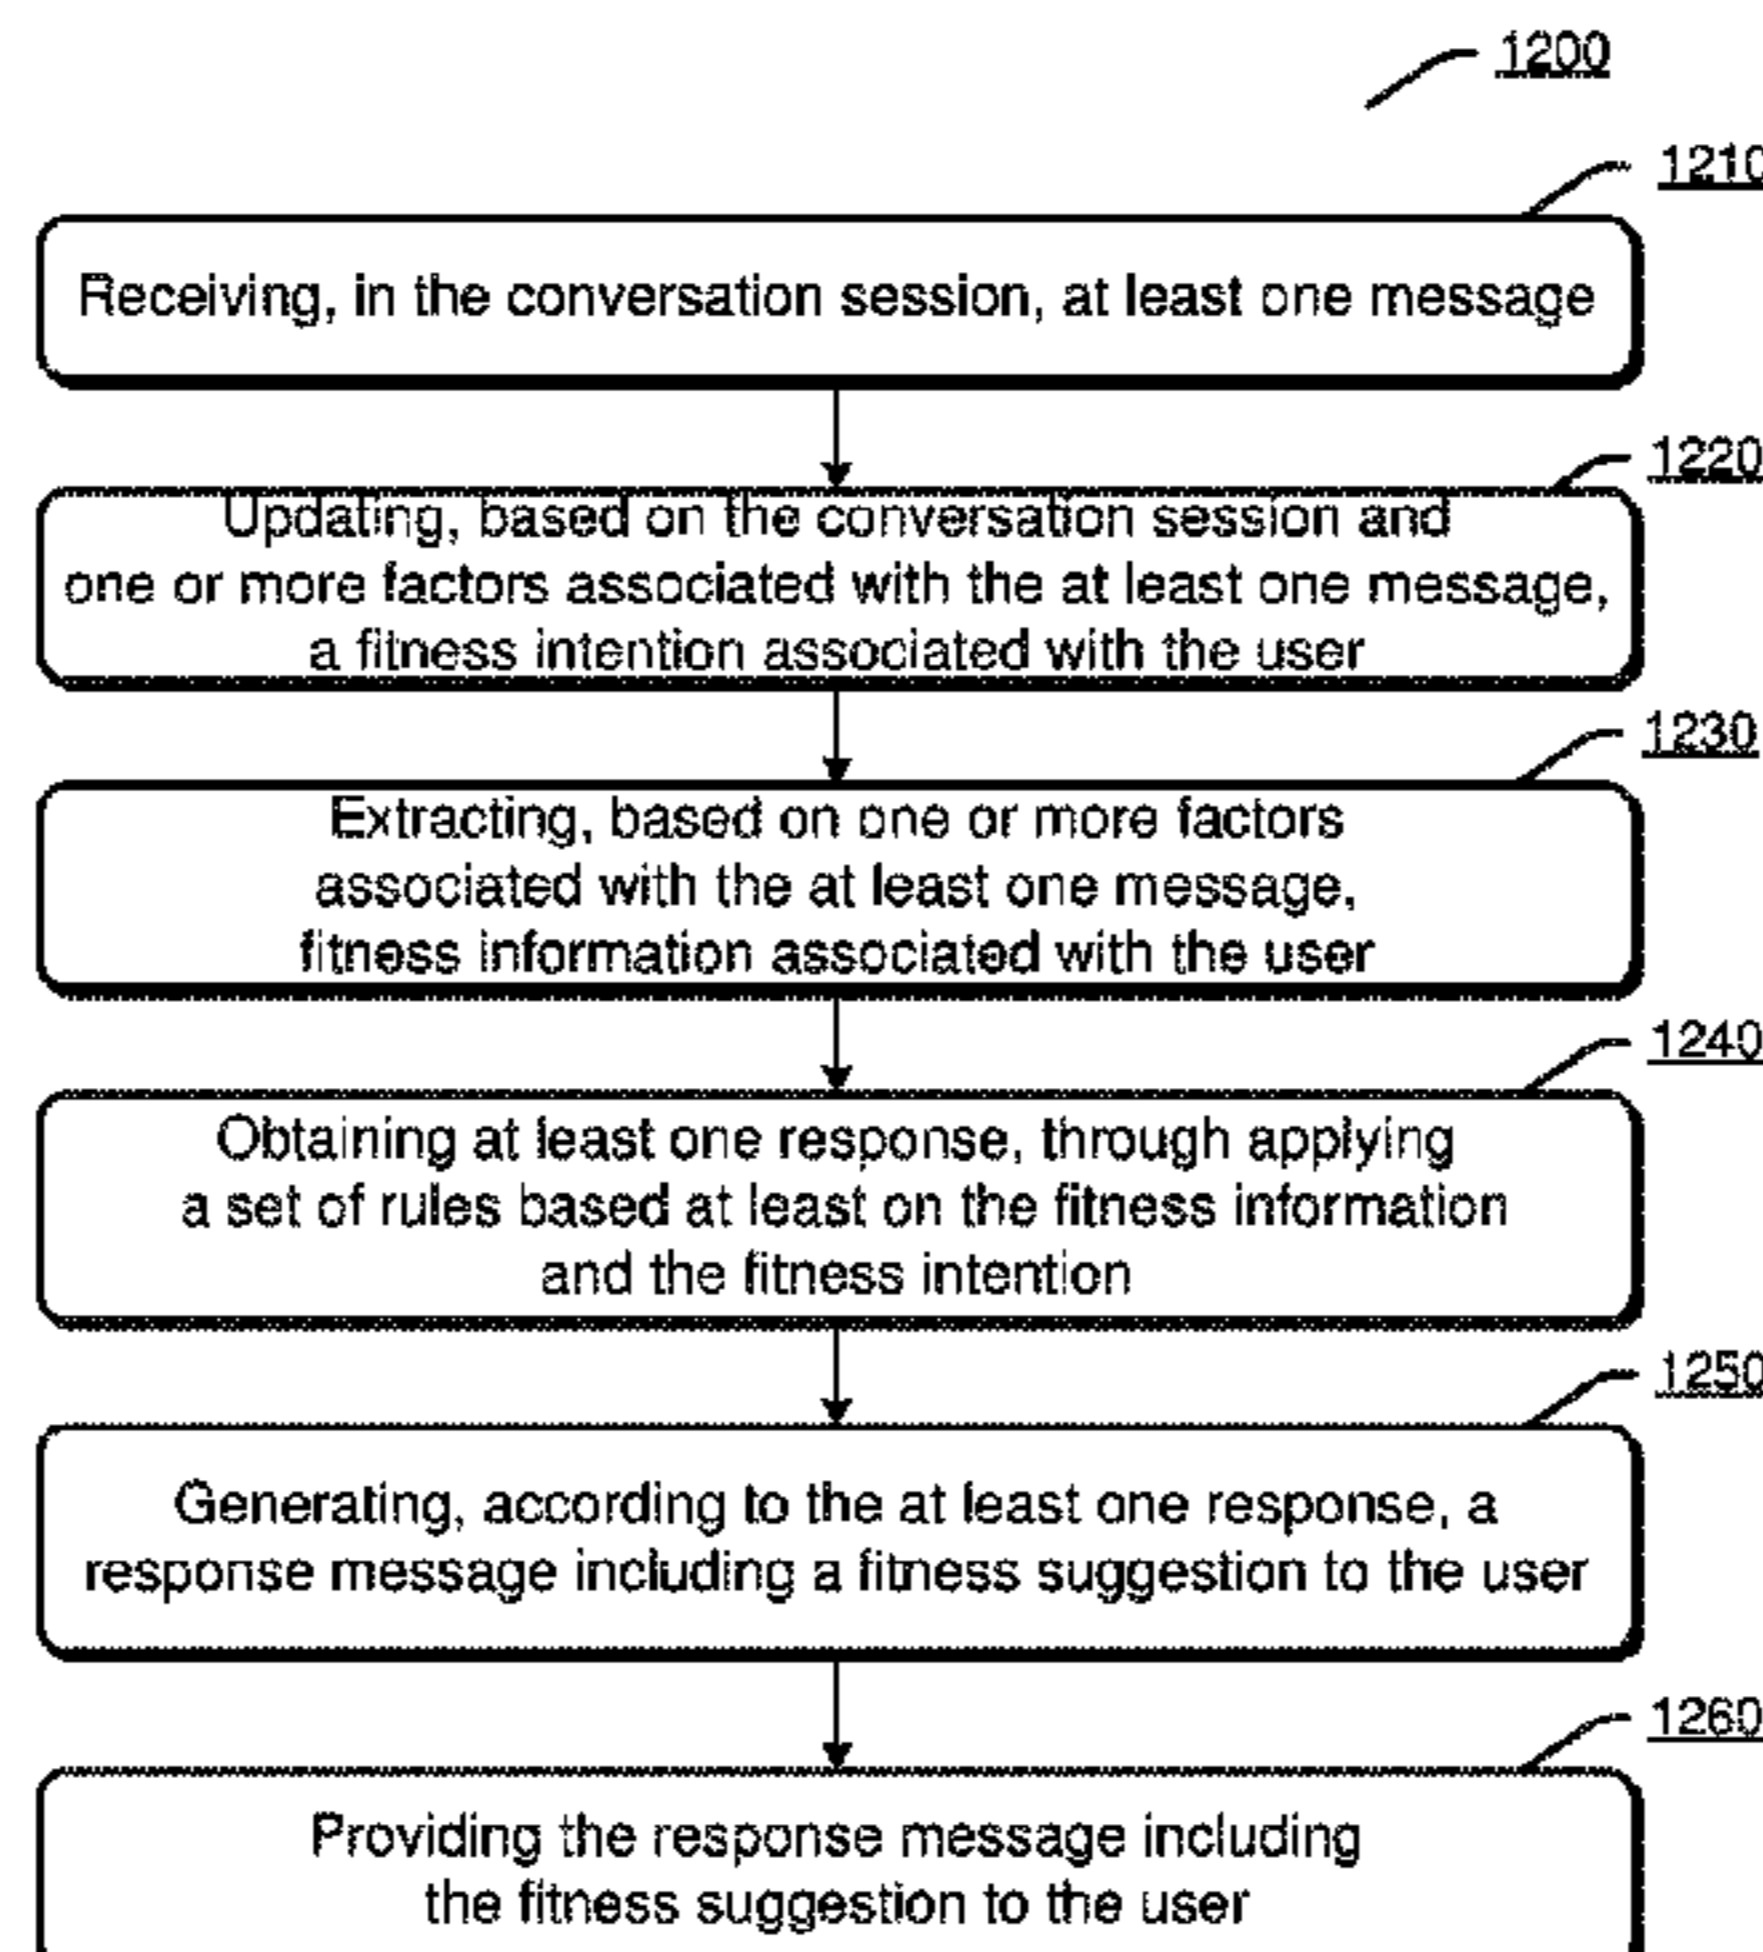 1200
1210
Receiving, in the conversation session, at least one message
1220
Updating, based on the conversation session and
one or more factors associated with the at least one message,
a fitness intention associated with the user
1230
Extracting, based on one or more factors
associated with the at least one message,
fitness information associated with the user
1240
Obtaining at least one response, through applying
a set of rules based at least on the fitness information
and the fitness intention
1250
Generating, according to the at least one response, a
response message including a fitness suggestion to the user
1260
Providing the response message including
the fitness suggestion to the user